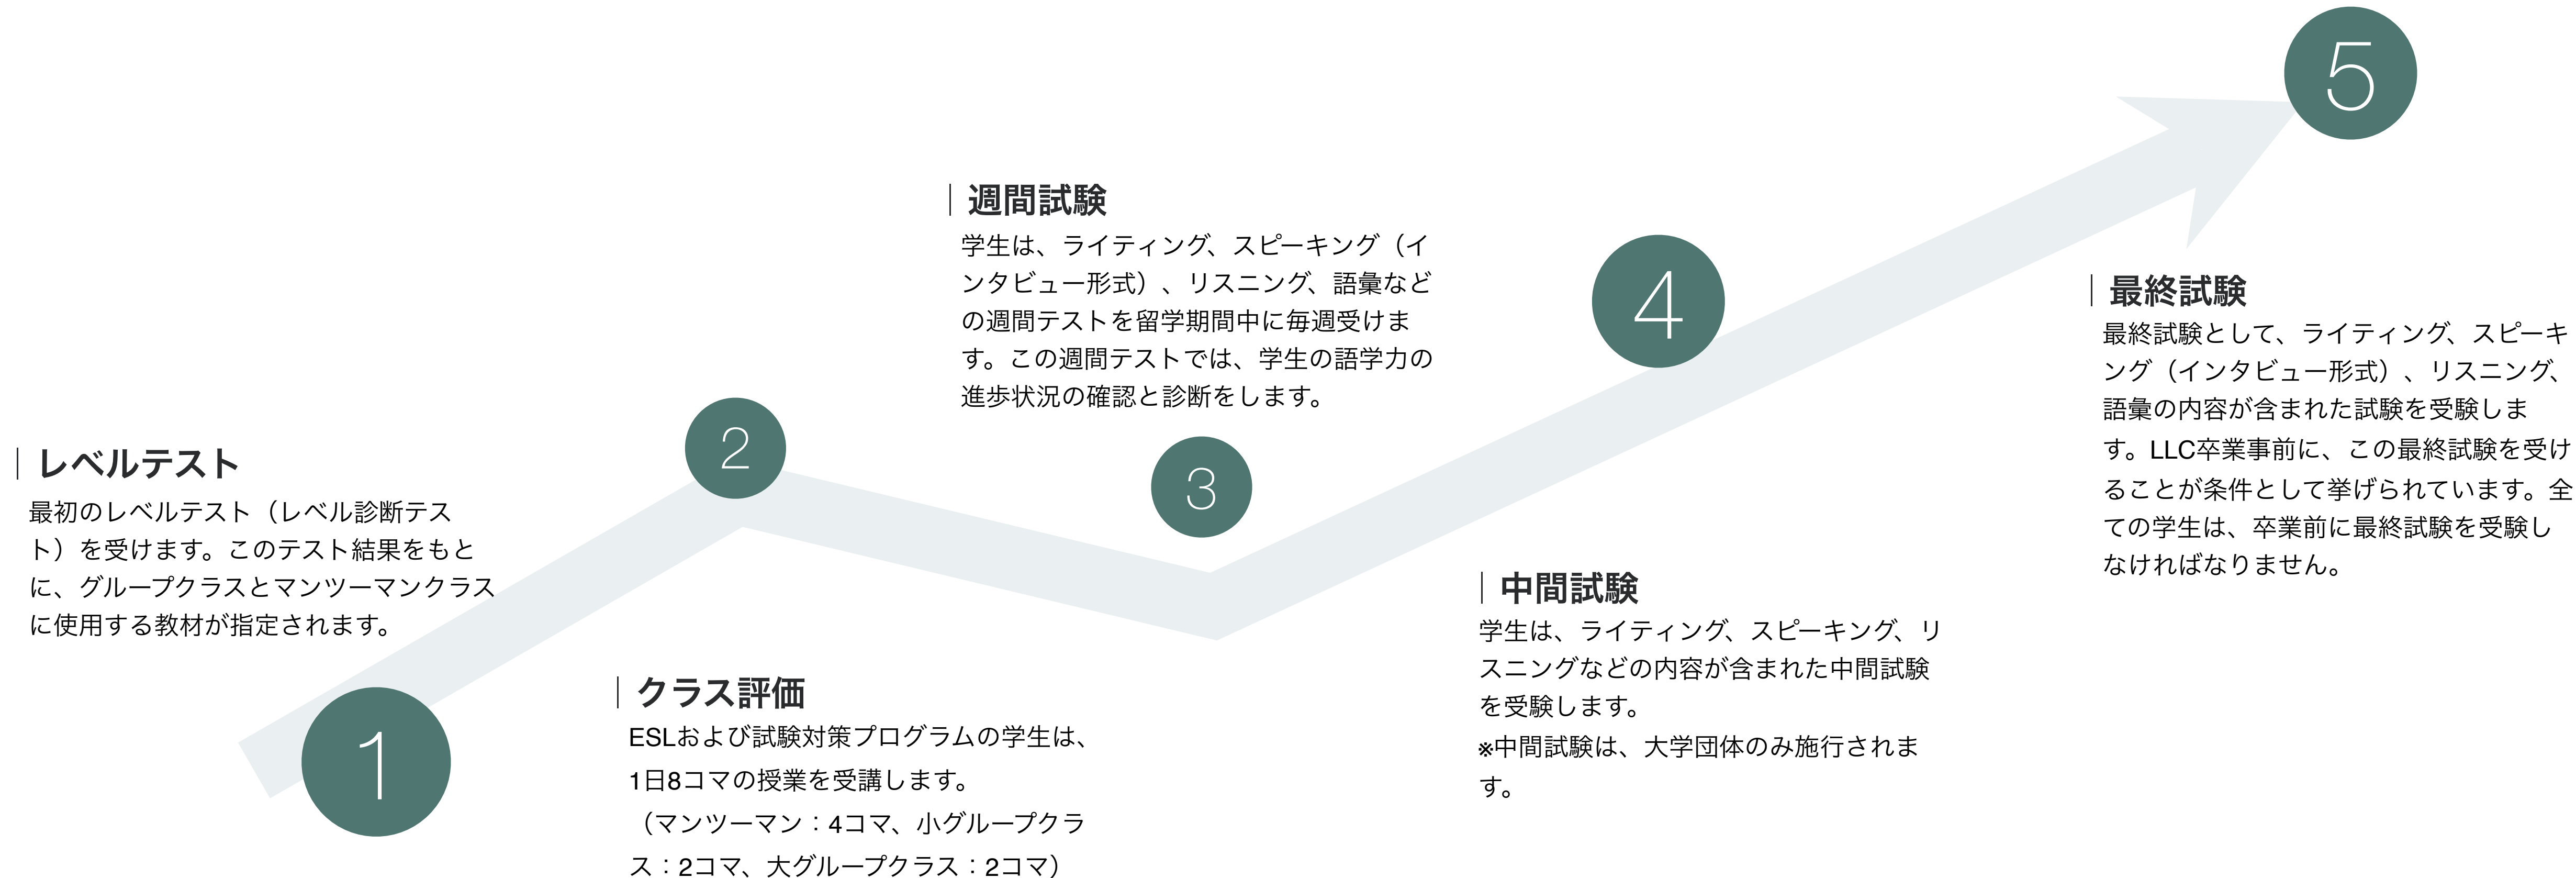 1
レベルテスト
最初のレベルテスト（レベル診断テス
ト）を受けます。このテスト結果をもと
に、グループクラスとマンツーマンクラス
に使用する教材が指定されます。
2
クラス評価
ESLおよび試験対策プログラムの学生は、
1日8コマの授業を受講します。
（マンツーマン：4コマ、小グループクラ
ス：2コマ、大グループクラス：2コマ）
3
週間試験
学生は、ライティング、スピーキング（イ
ンタビュー形式）、リスニング、語彙など
の週間テストを留学期間中に毎週受けま
す。この週間テストでは、学生の語学力の
進歩状況の確認と診断をします。
4
中間試験
学生は、ライティング、スピーキング、リ
スニングなどの内容が含まれた中間試験
を受験します。
※中間試験は、大学団体のみ施行されま
す。
5
最終試験
最終試験として、ライティング、スピーキ
ング（インタビュー形式）、リスニング、
語彙の内容が含まれた試験を受験しま
す。LLC卒業事前に、この最終試験を受け
ることが条件として挙げられています。全
ての学生は、卒業前に最終試験を受験し
なければなりません。